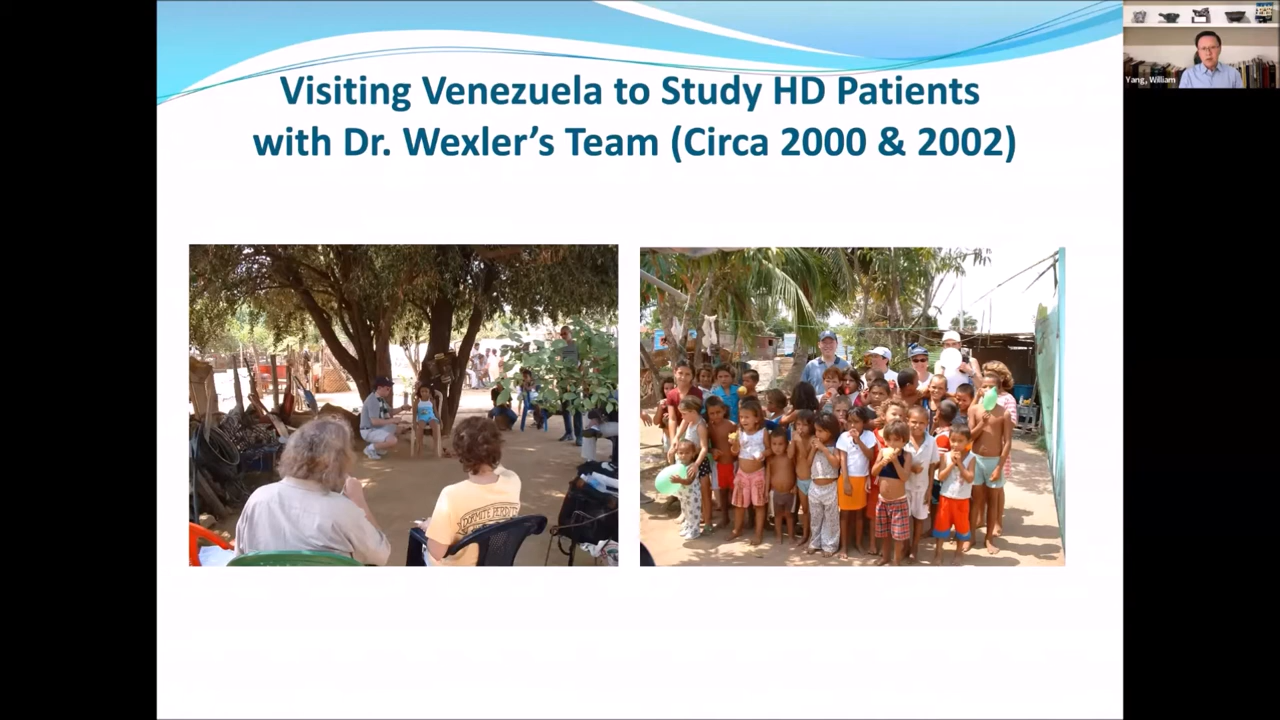 Visiting Venezuela to Study HD Patients
with Dr. Wexler’s Team (Circa 2000 & 2002)
Yang, William